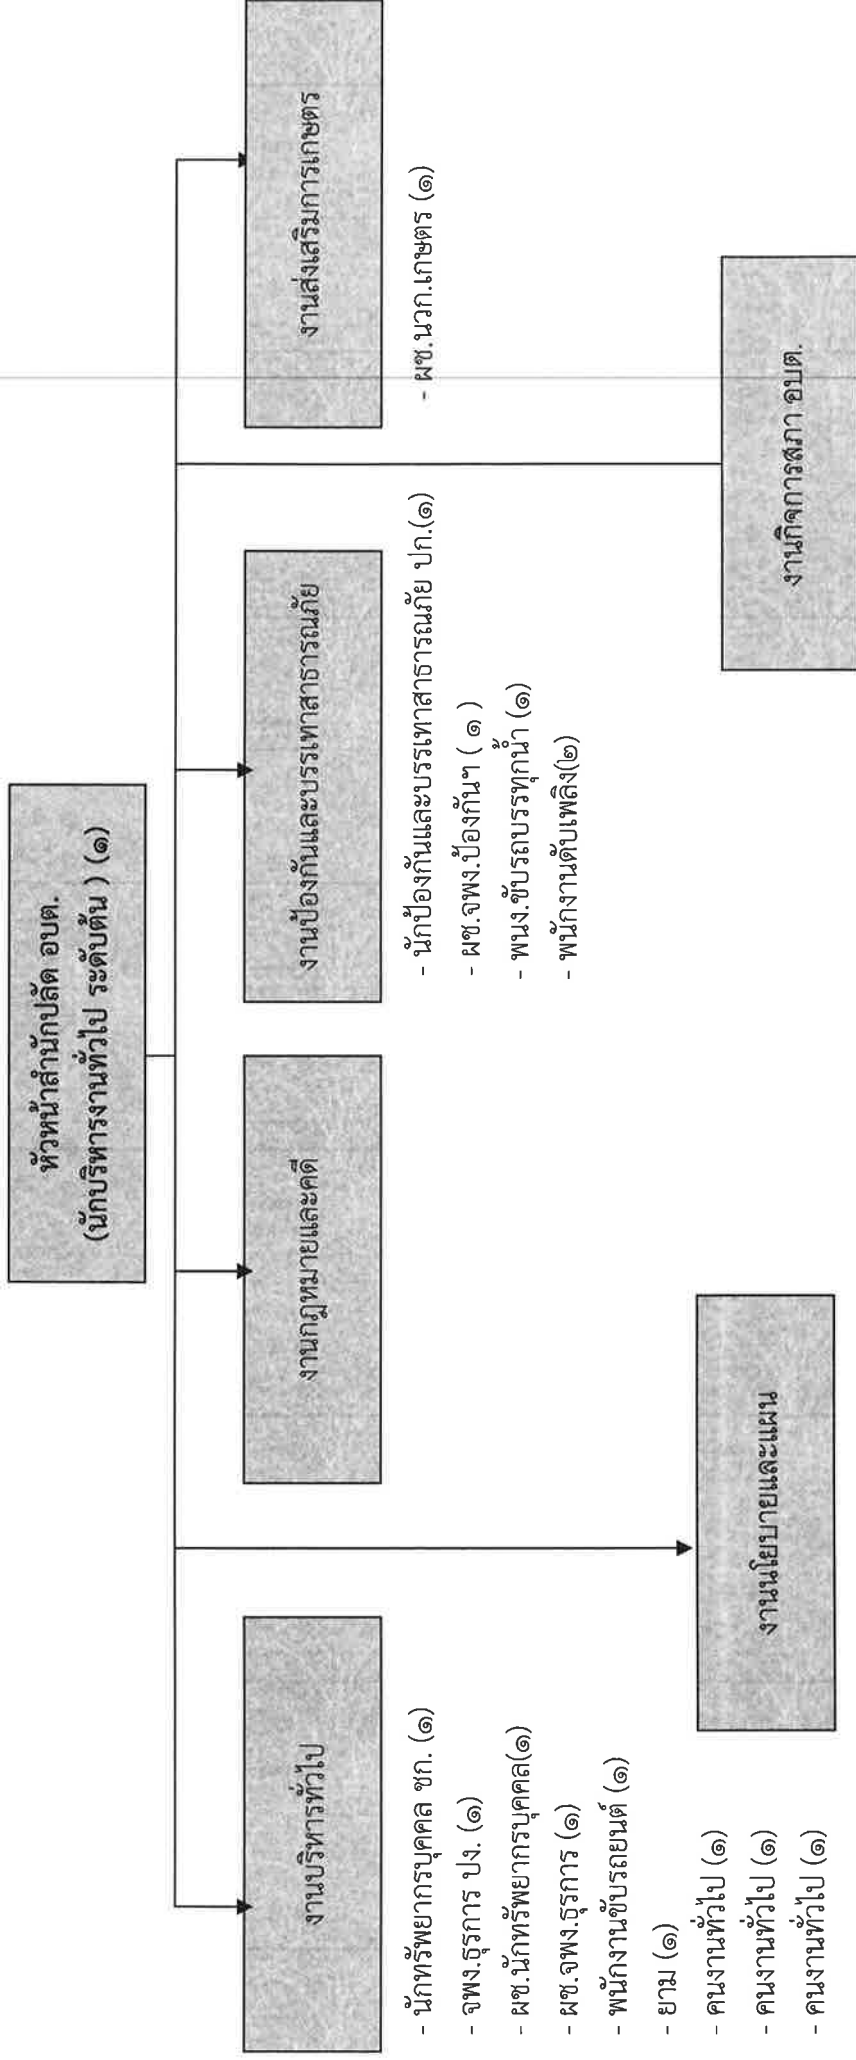 หัวหน้าสำนักปลัด อบต.
(นักบริหารงานทั่วไป ระดับต้น ) (๑)
งานบริหารทั่วไป
งานกฎหมายและคดี
งานป้องกันและบรรเทาสาธารณภัย
งานส่งเสริมการเกษตร
- นักทรัพยากรบุคคล ชก. (๑)
- จพง.ธุรการ ปง. (๑)
- ผช.นักทรัพยากรบุคคล(๑)
- ผช.จพง.ธุรการ (๑)
- พนักงานขับรถยนต์ (๑)
- ยาม (๑)
- คนงานทั่วไป (๑)
- คนงานทั่วไป (๑)
- คนงานทั่วไป (๑)
- นักป้องกันและบรรเทาสาธารณภัย ปก.(๑)
- ผช.จพง.ป้องกันฯ ( ๑ )
- พนง.ขับรถบรรทุกน้ำ (๑)
- พนักงานดับเพลิง(๒)
- ผช.นวก.เกษตร (๑)
งานนโยบายและแผน
งานกิจการสภา อบต.